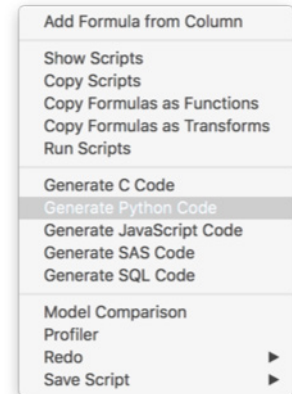 Add Formula from Column
Show Scripts
Copy Scripts
Copy Formulas as Functions
Copy Formulas as Transforms
Run Scripts
Generate C Code
Generate Python Code
Generate JavaScript Code
Generate SAS Code
Generate SQL Code
Model Comparison
Profiler
Redo
Save Script